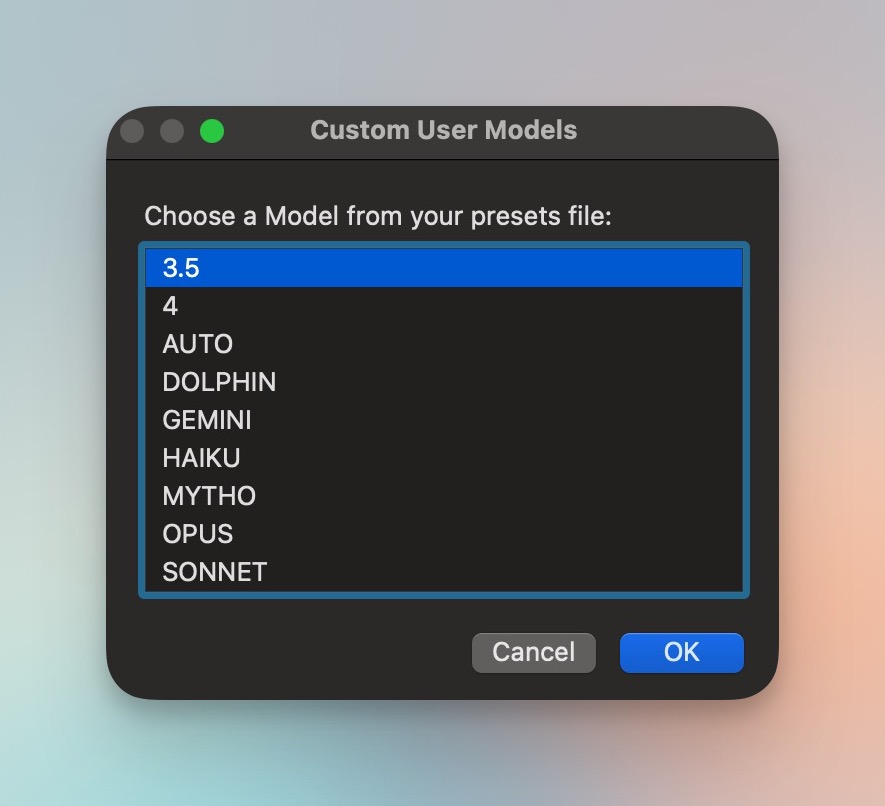 Custom User Models
Choose a Model from your presets file:
3.5
4
AUTO
DOLPHIN
GEMINI
HAIKU
MYTHO
OPUS
SONNET
Cancel
OK